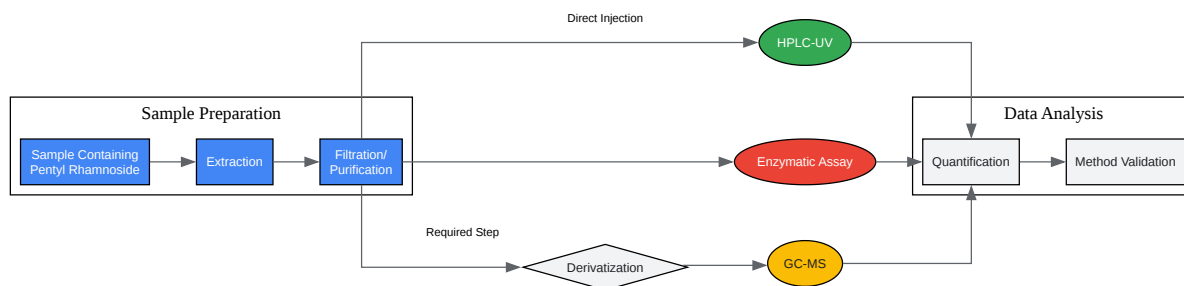 Direct Injection
HPLC-UV
Sample Preparation
Data Analysis
Sample Containing
Pentyl Rhamnoside
Extraction
Filtration/
Purification
Enzymatic Assay
Quantification
Method Validation
Required Step
Derivatization
GC-MS